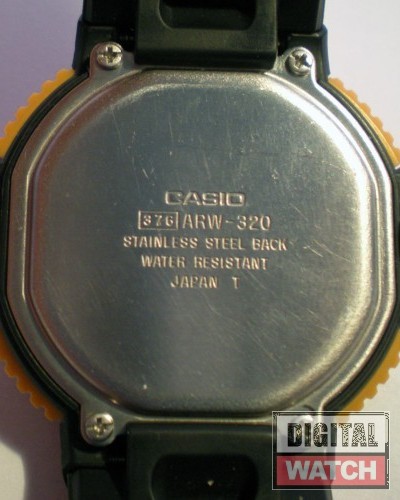 CASIO
376 ARW-320
STAINLESS STEEL BACK
WATER RESISTANT
JAPAN T
DIGITAL
WATCH